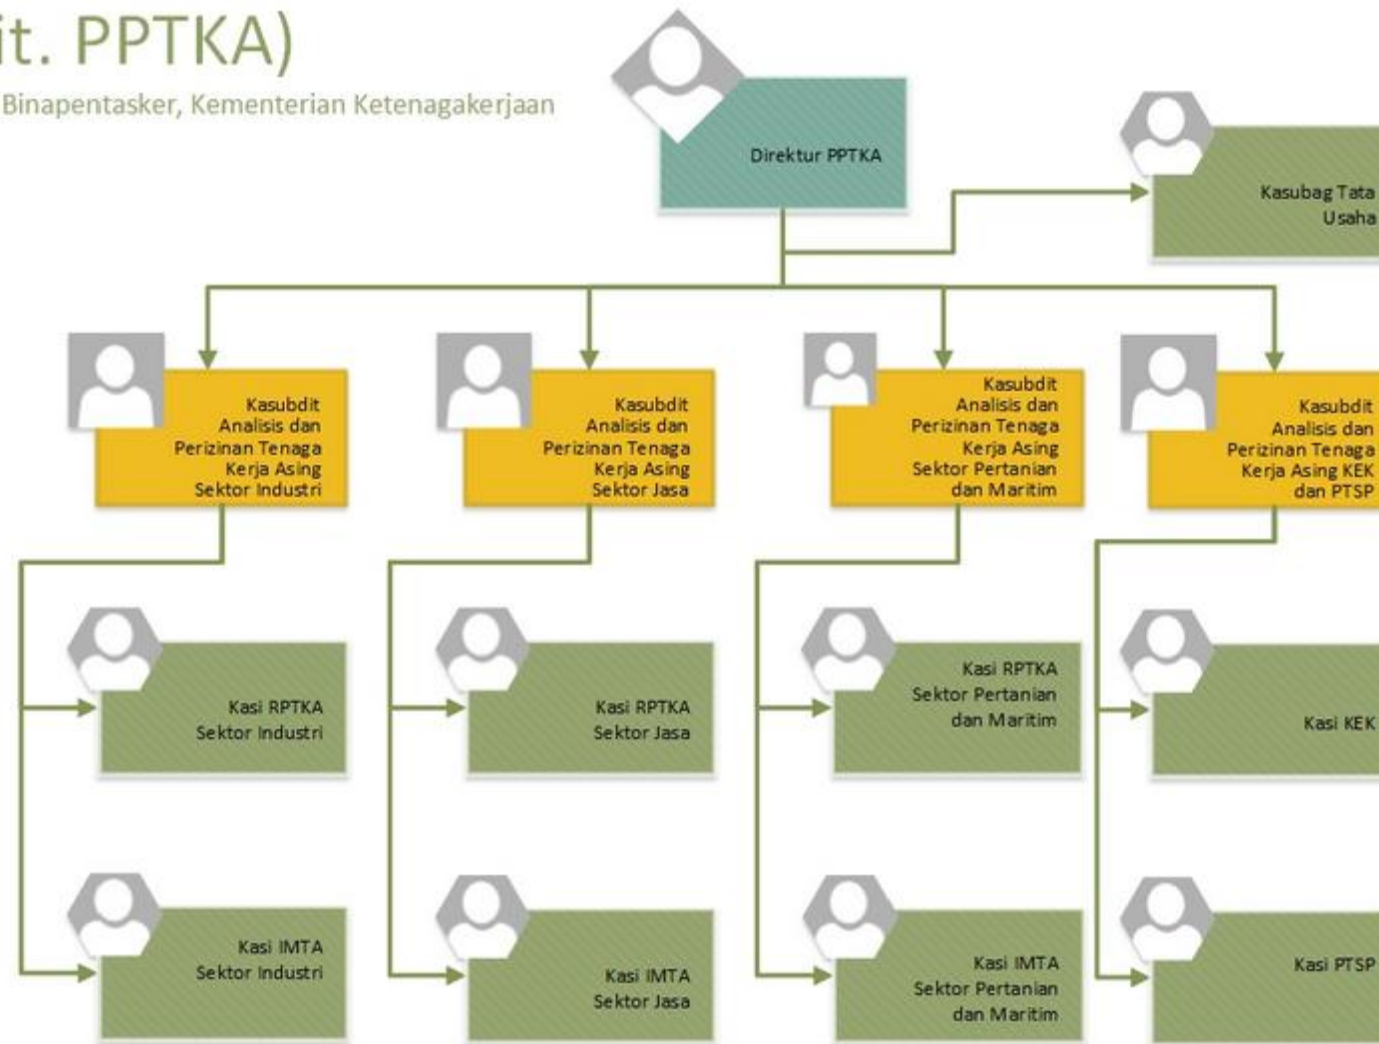 it. PPTKA)
Binapentasker, Kementerian Ketenagakerjaan
Direktur PPTKA
Kasubag Tata
Usaha
Kasubdit
Analisis dan
Perizinan Tenaga
Kerja Asing
Sektor Industri
Kasubdit
Analisis dan
Perizinan Tenaga
Kerja Asing
Sektor Jasa
Kasubdit
Analisis dan
Perizinan Tenaga
Kerja Asing
Sektor Pertanian
dan Maritim
Kasubdit
Analisis dan
Perizinan Tenaga
Kerja Asing KEK
dan PTSP
Kasi RPTKA
Sektor Industri
Kasi RPTKA
Sektor Jasa
Kasi RPTKA
Sektor Pertanian
dan Maritim
Kasi KEK
Kasi IMTA
Sektor Industri
Kasi IMTA
Sektor Jasa
Kasi IMTA
Sektor Pertanian
dan Maritim
Kasi PTSP